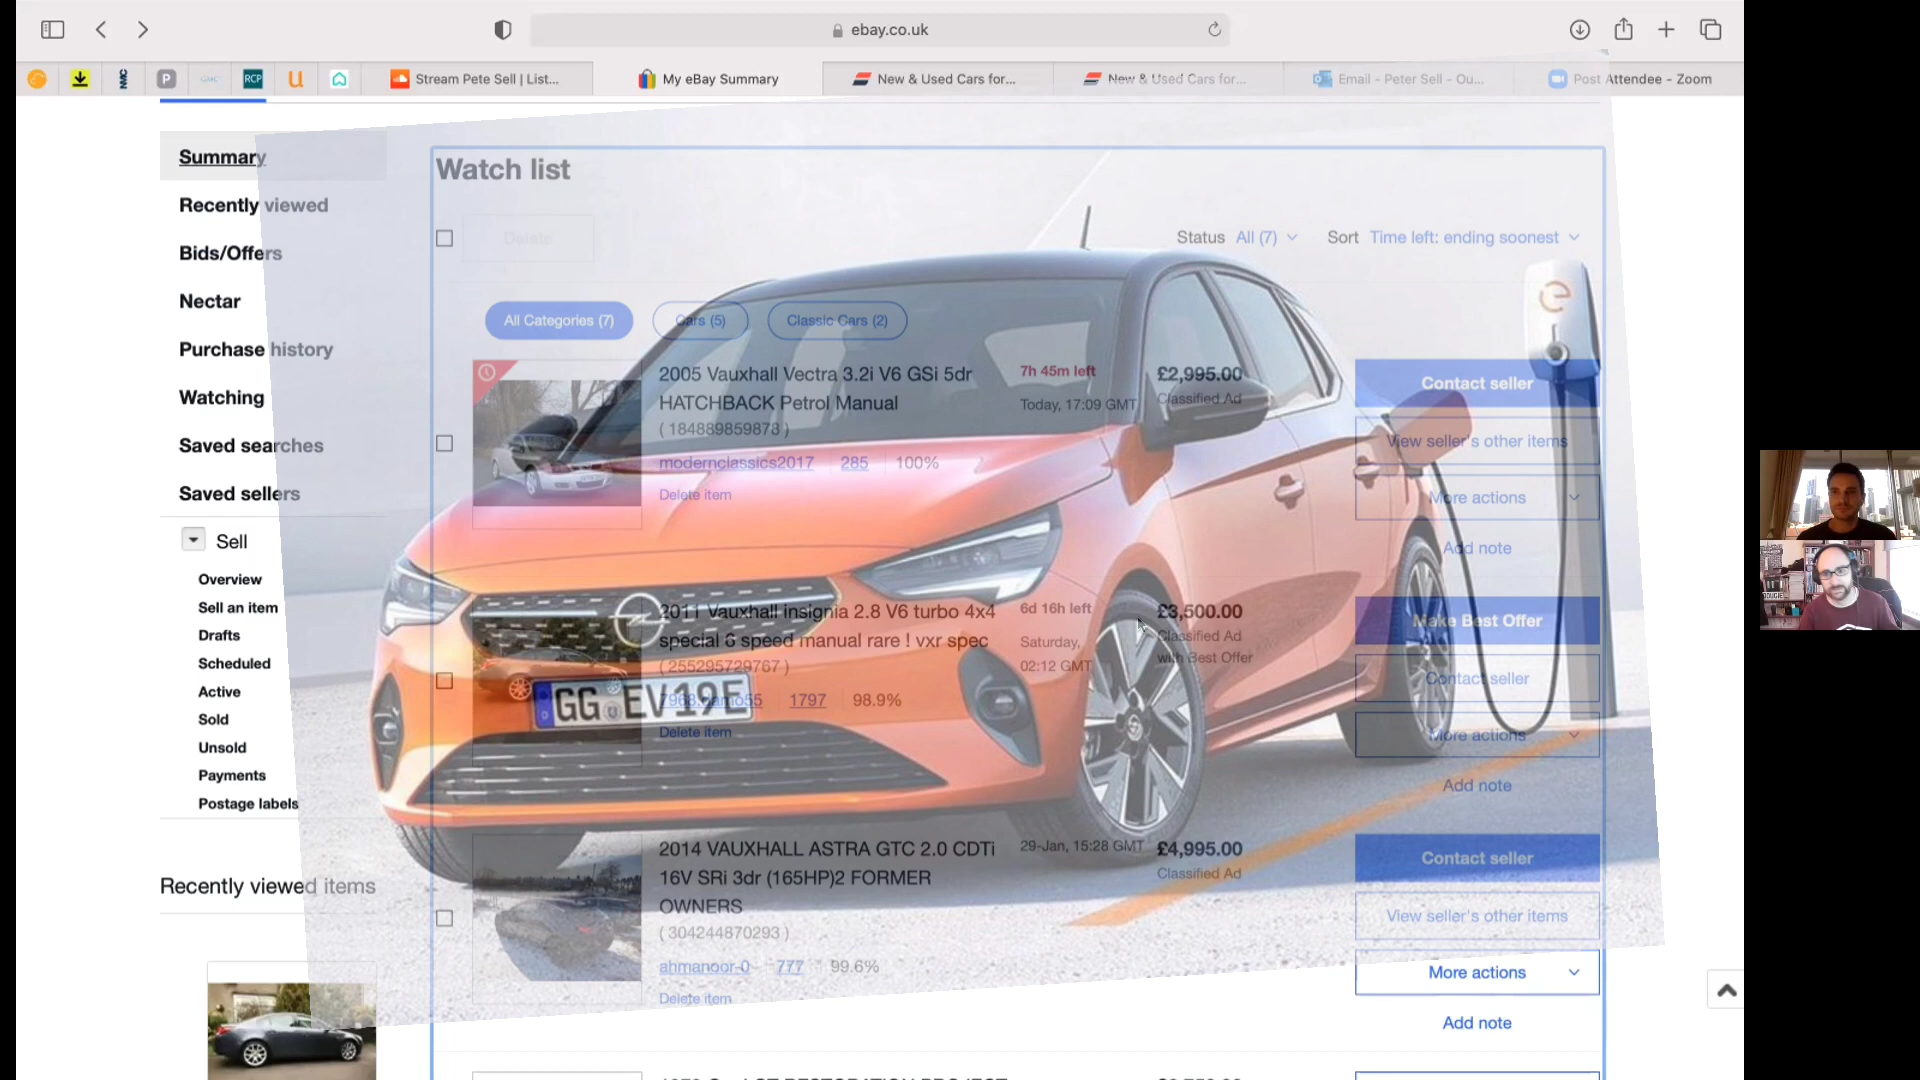 ebay.co.uk
NMC
P
GMC
RCP
Stream Pete Sell | List...
My eBay Summary
New & Used Cars for...
New & Used Cars for...
Email - Peter Sell - Ou...
Post Attendee - Zoom
Summary
Recently viewed
Bids/Offers
Nectar
Purchase history
Watching
Saved searches
Saved sellers
Sell
Overview
Sell an item
Drafts
Scheduled
Active
Sold
Unsold
Payments
Postage labels
Recently viewed items
Watch list
Delete
Status All (7)
Sort Time left: ending soonest
All Categories (7)
Cars (5)
Classic Cars (2)
2005 Vauxhall Vectra 3.2i V6 GSi 5dr
HATCHBACK Petrol Manual
( 184889859873 )
modernclassics2017 285 100%
Delete item
7h 45m left
Today, 17:09 GMT
£2,995.00
Classified Ad
Contact seller
View seller's other items
More actions
Add note
2011 Vauxhall insignia 2.8 V6 turbo 4x4
special 6 speed manual rare ! vxr spec
( 255295729767 )
1797 98.9%
Delete item
6d 16h left
Saturday,
02:12 GMT
£3,500.00
Classified Ad
with Best Offer
Make Best Offer
Contact seller
More actions
Add note
GG EV19E
2014 VAUXHALL ASTRA GTC 2.0 CDTi
16V SRi 3dr (165HP)2 FORMER
OWNERS
( 304244870293 )
ahmanoor-0 777 99.6%
Delete item
29-Jan, 15:28 GMT
£4,995.00
Classified Ad
Contact seller
View seller's other items
More actions
Add note